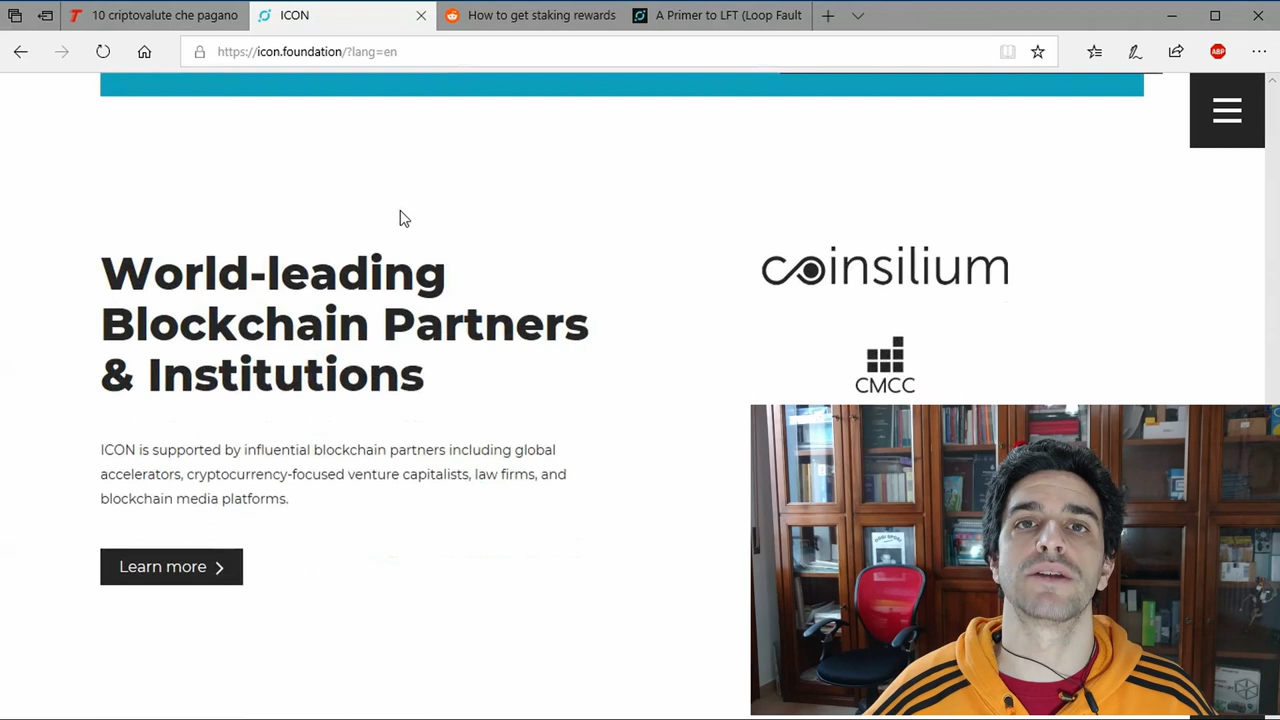 10 criptovalute che pagano
ICON
How to get staking rewards
A Primer to LFT (Loop Fault
https://icon.foundation/?lang=en
ABP
World-leading
Blockchain Partners
& Institutions
coinsilium
CMCC
ICON is supported by influential blockchain partners including global
accelerators, cryptocurrency-focused venture capitalists, law firms, and
blockchain media platforms.
Learn more